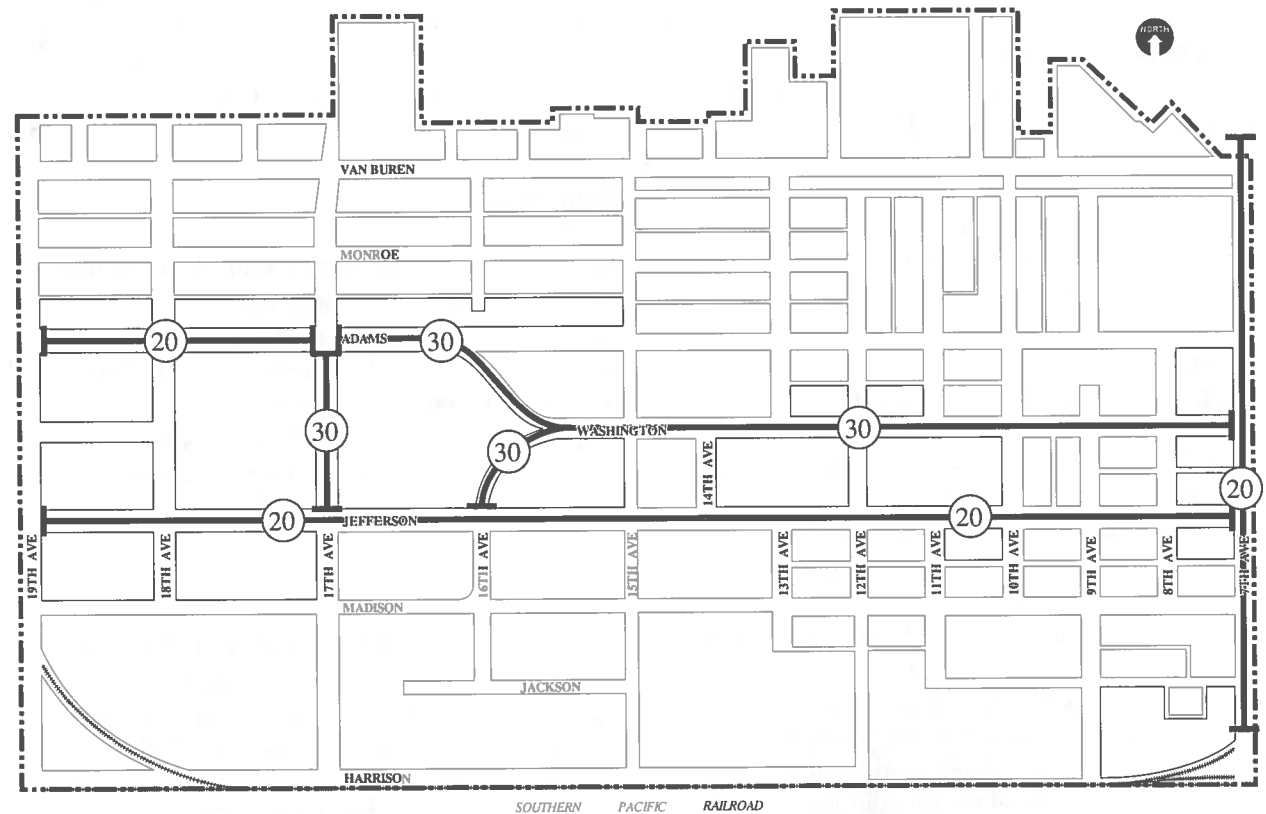 NORTH
VAN BUREN
MONROE
20
ADAMS
30
30
WASHINGTON
30
30
14TH AVE
20
20
JEFFERSON
20
19TH AVE
18TH AVE
17TH AVE
16TH AVE
15TH AVE
13TH AVE
12TH AVE
11TH AVE
10TH AVE
9TH AVE
8TH AVE
7TH AVE
MADISON
JACKSON
HARRISON
SOUTHERN PACIFIC RAILROAD